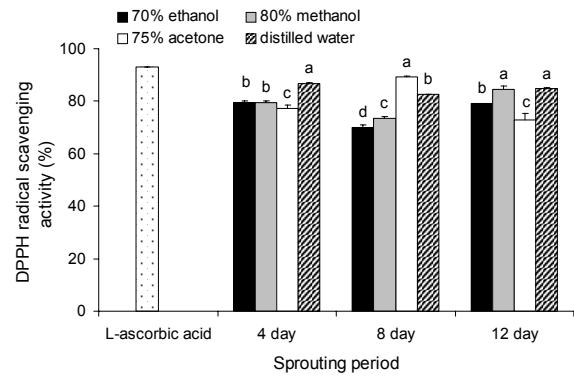 70% ethanol 80% methanol
75% acetone distilled water
DPPH radical scavenging
activity (%)
100
80
60
40
20
0
b b c a
d c a b
b a c a
L-ascorbic acid 4 day 8 day 12 day
Sprouting period